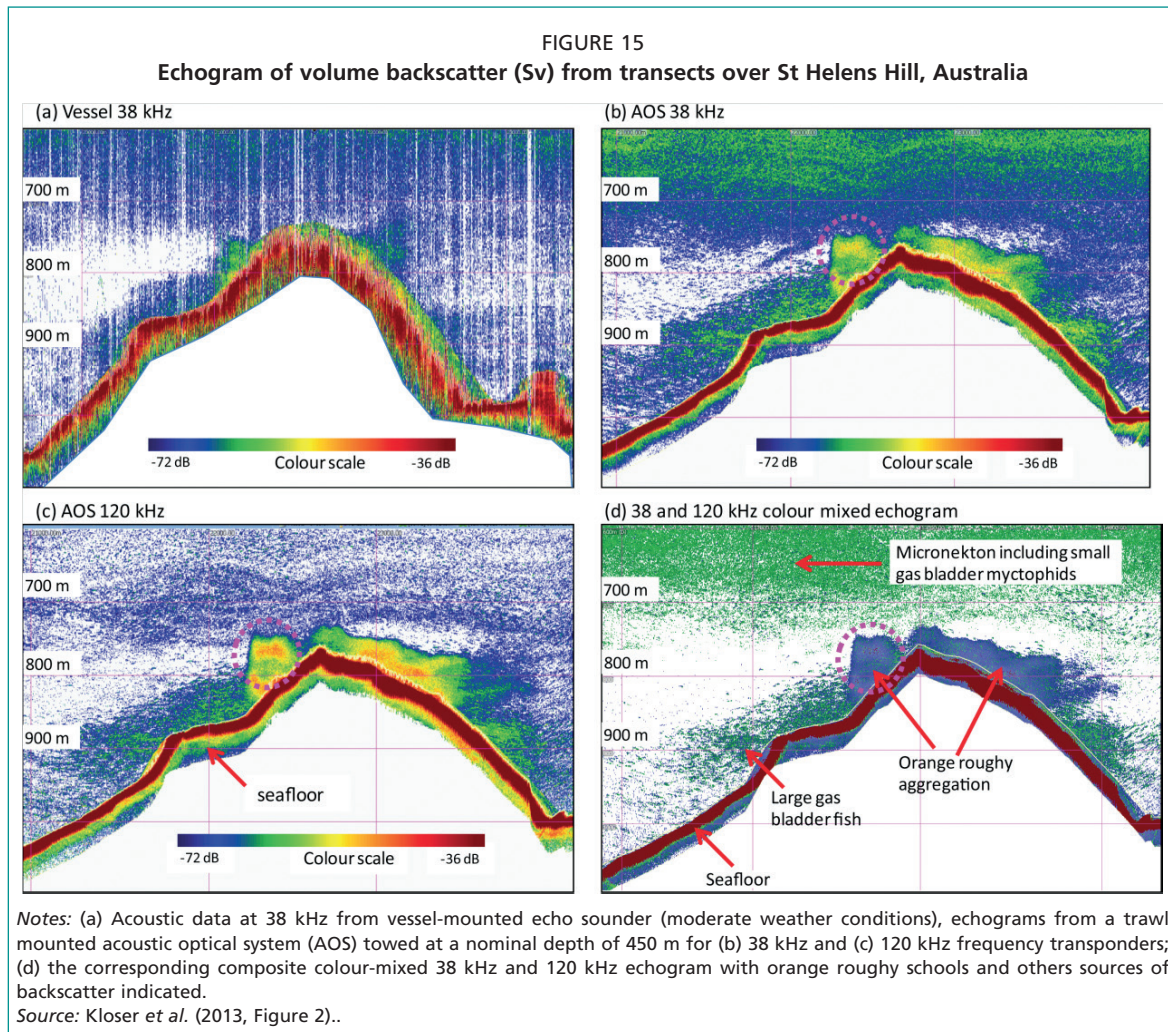 FIGURE 15
Echogram of volume backscatter (Sv) from transects over St Helens Hill, Australia
(a) Vessel 38 kHz
700 m
800 m
900 m
-72 dB
Colour scale
-36 dB
(b) AOS 38 kHz
700 m
800 m
900 m
-72 dB
Colour scale
-36 dB
(c) AOS 120 kHz
700 m
800 m
900 m
seafloor
-72 dB
Colour scale
-36 dB
(d) 38 and 120 kHz colour mixed echogram
Micronekton including small
gas bladder myctophids
700 m
800 m
900 m
Orange roughy
aggregation
Large gas
bladder fish
Seafloor
Notes: (a) Acoustic data at 38 kHz from vessel-mounted echo sounder (moderate weather conditions), echograms from a trawl
mounted acoustic optical system (AOS) towed at a nominal depth of 450 m for (b) 38 kHz and (c) 120 kHz frequency transponders;
(d) the corresponding composite colour-mixed 38 kHz and 120 kHz echogram with orange roughy schools and others sources of
backscatter indicated.
Source: Kloser et al. (2013, Figure 2)..